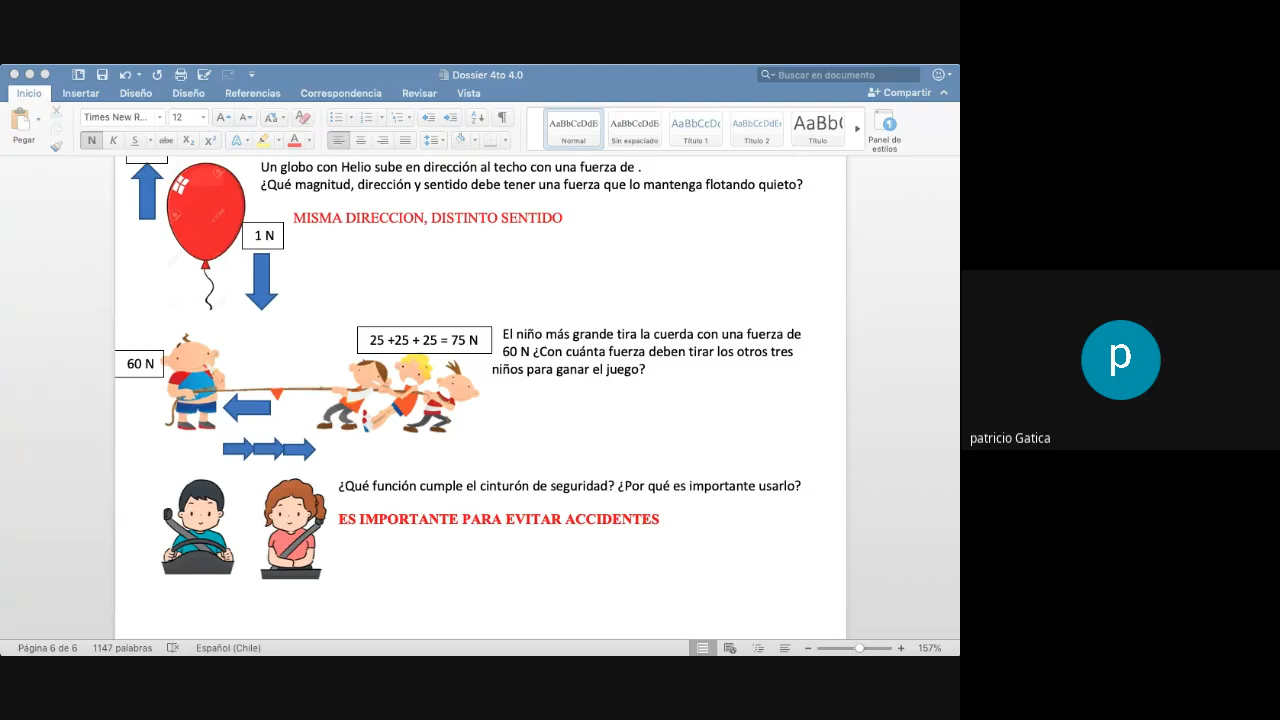 Dossier 4to 4.0
Buscar en documento
Inicio
Insertar
Diseño
Diseño
Referencias
Correspondencia
Revisar
Vista
Compartir
Pegar
Times New R...
12
N K S abc X₂ X²
AaBbCcDdE
Normal
AaBbCcDdE
Sin espaciado
AaBbCcDc
Título 1
AaBbCcDdEe
Título 2
AaBb(
Título
Panel de
estilos
Un globo con Helio sube en dirección al techo con una fuerza de .
¿Qué magnitud, dirección y sentido debe tener una fuerza que lo mantenga flotando quieto?
MISMA DIRECCION, DISTINTO SENTIDO
1 N
25 +25 + 25 = 75 N
El niño más grande tira la cuerda con una fuerza de
60 N ¿Con cuánta fuerza deben tirar los otros tres
niños para ganar el juego?
60 N
¿Qué función cumple el cinturón de seguridad? ¿Por qué es importante usarlo?
ES IMPORTANTE PARA EVITAR ACCIDENTES
Página 6 de 6
1147 palabras
Español (Chile)
157%
p
patricio Gatica